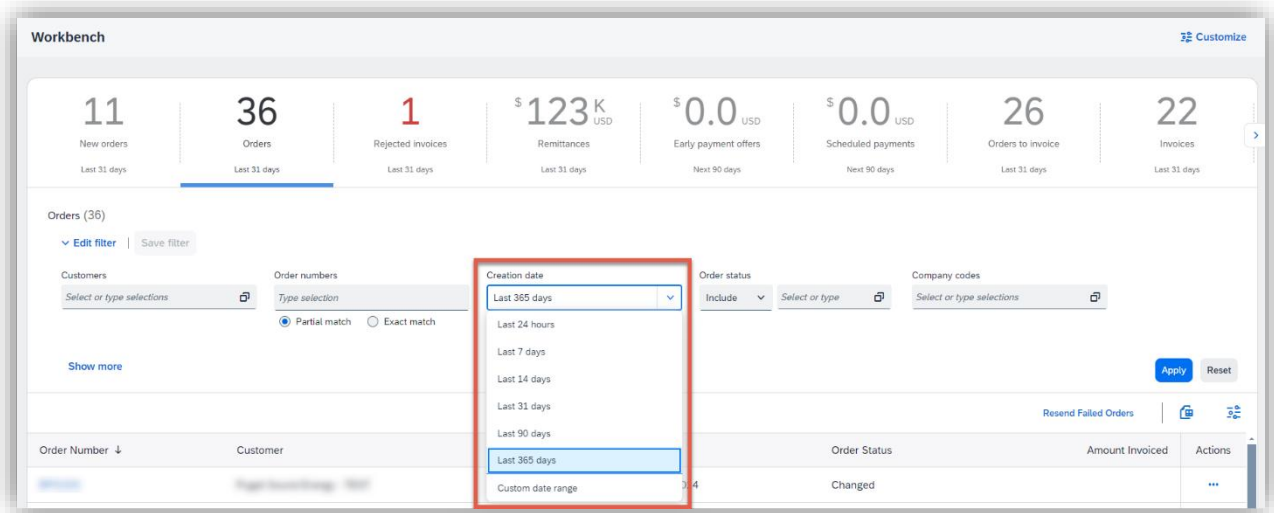 Workbench
Customize
11
New orders
Last 31 days
36
Orders
Last 31 days
1
Rejected invoices
Last 31 days
$ 123 K USD
Remittances
Last 31 days
$ 0.0 USD
Early payment offers
Next 90 days
$ 0.0 USD
Scheduled payments
Next 90 days
26
Orders to invoice
Last 31 days
22
Invoices
Last 31 days
Orders (36)
Edit filter | Save filter
Customers
Select or type selections
Order numbers
Type selection
Partial match Exact match
Creation date
Last 365 days
Last 24 hours
Last 7 days
Last 14 days
Last 31 days
Last 90 days
Last 365 days
Custom date range
Order status
Include Select or type
Company codes
Select or type selections
Show more
Apply Reset
Resend Failed Orders
Order Number ↓ Customer Order Status Amount Invoiced Actions
Changed